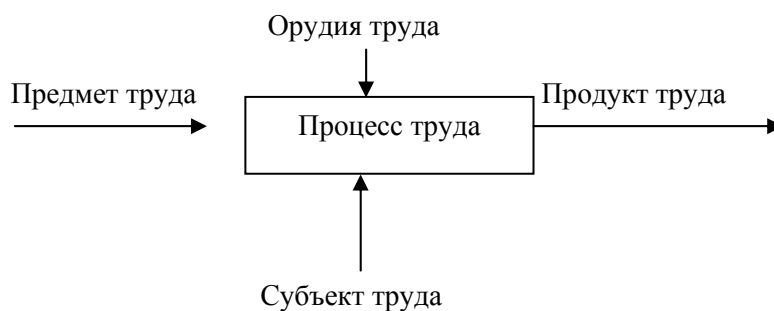 Орудия труда
Предмет труда
Процесс труда
Продукт труда
Субъект труда